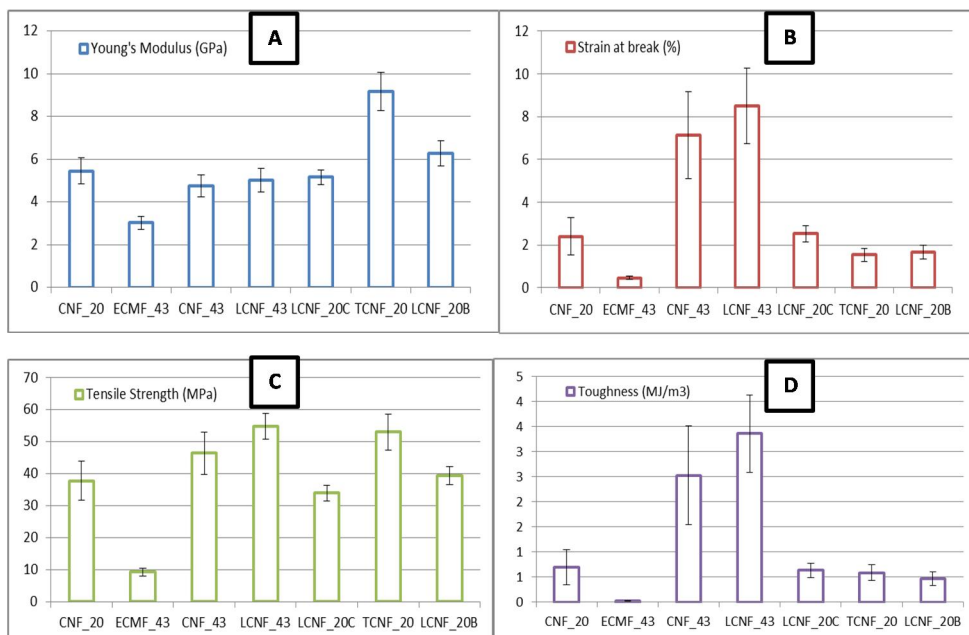 A
Young's Modulus (GPa)
12
10
8
6
4
2
0
CNF_20 ECMF_43 CNF_43 LCNF_43 LCNF_20C TCNF_20 LCNF_20B
B
Strain at break (%)
12
10
8
6
4
2
0
CNF_20 ECMF_43 CNF_43 LCNF_43 LCNF_20C TCNF_20 LCNF_20B
C
Tensile Strength (MPa)
70
60
50
40
30
20
10
0
CNF_20 ECMF_43 CNF_43 LCNF_43 LCNF_20C TCNF_20 LCNF_20B
D
Toughness (MJ/m3)
5
4
4
3
3
2
2
1
1
0
CNF_20 ECMF_43 CNF_43 LCNF_43 LCNF_20C TCNF_20 LCNF_20B